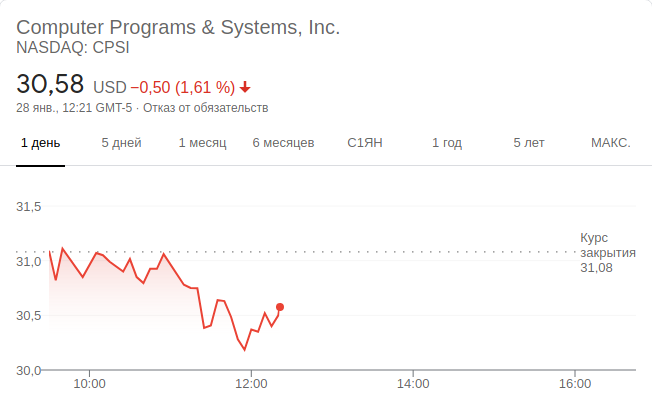 Computer Programs & Systems, Inc.
NASDAQ: CPSI
30,58 USD −0,50 (1,61 %)
28 янв., 12:21 GMT-5 · Отказ от обязательств
1 день 5 дней 1 месяц 6 месяцев С1ЯН 1 год 5 лет МАКС.
31,5
Курс
закрытия
31,08
31,0
30,5
30,0
10:00 12:00 14:00 16:00